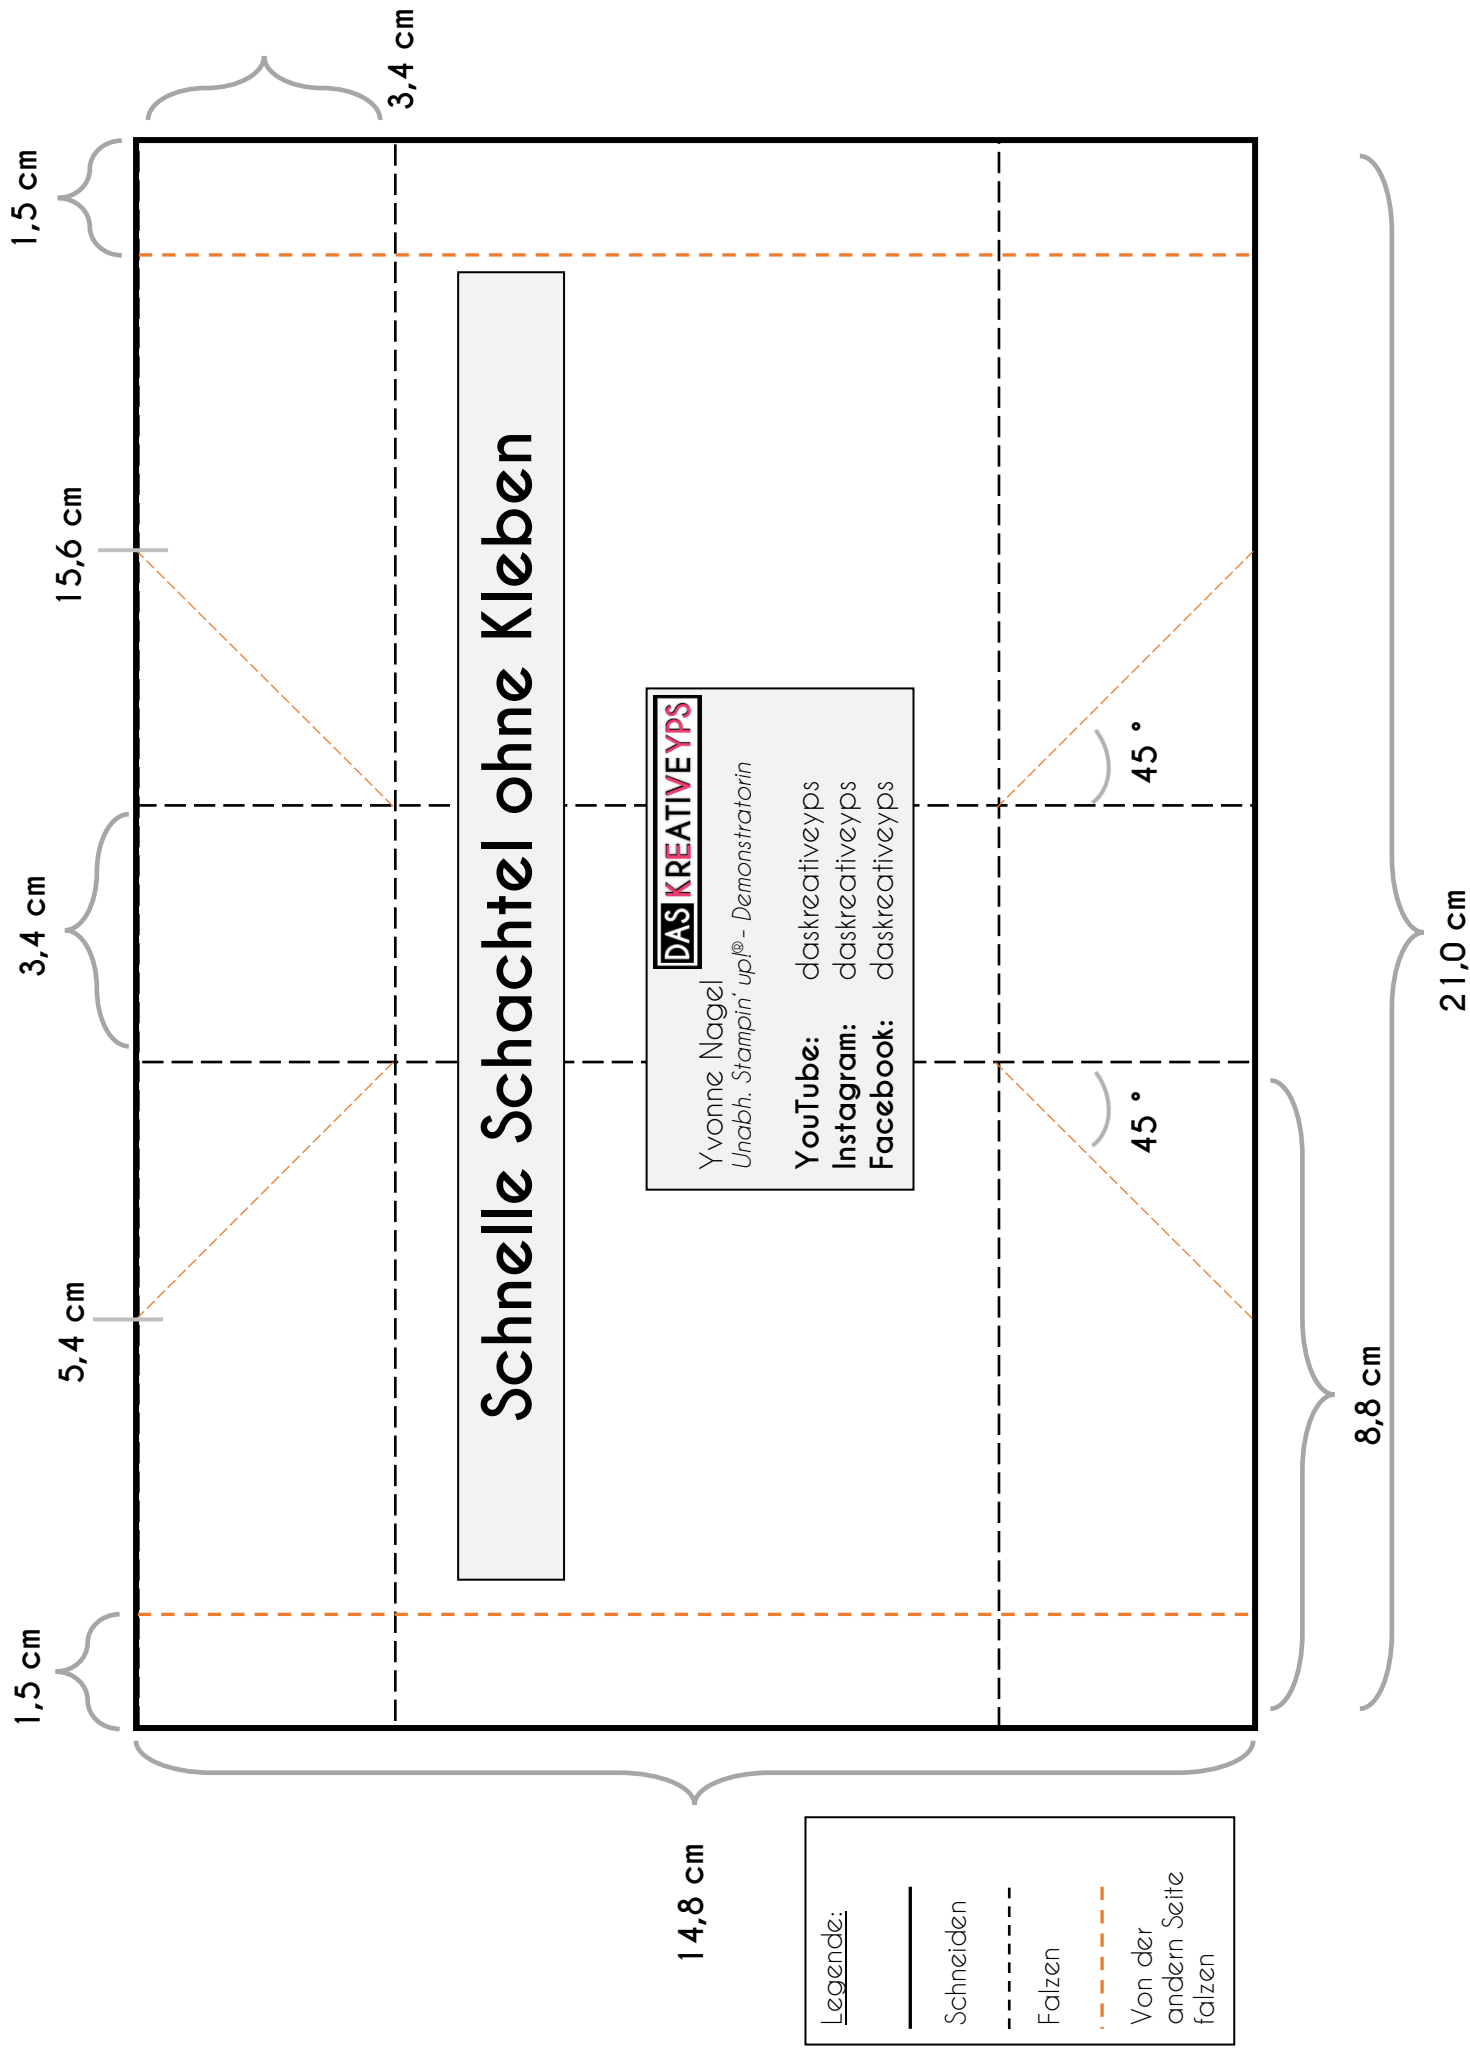 1,5 cm
5,4 cm
3,4 cm
15,6 cm
1,5 cm
3,4 cm
14,8 cm
Schnelle Schachtel ohne Kleben
DAS KREATIVEYPS
Yvonne Nagel
Unabh. Stampin' up!®- Demonstratorin
YouTube: daskreativeyps
Instagram: daskreativeyps
Facebook: daskreativeyps
45 °
45 °
8,8 cm
21,0 cm
Legende:
Schneiden
Falzen
Von der
andern Seite
falzen